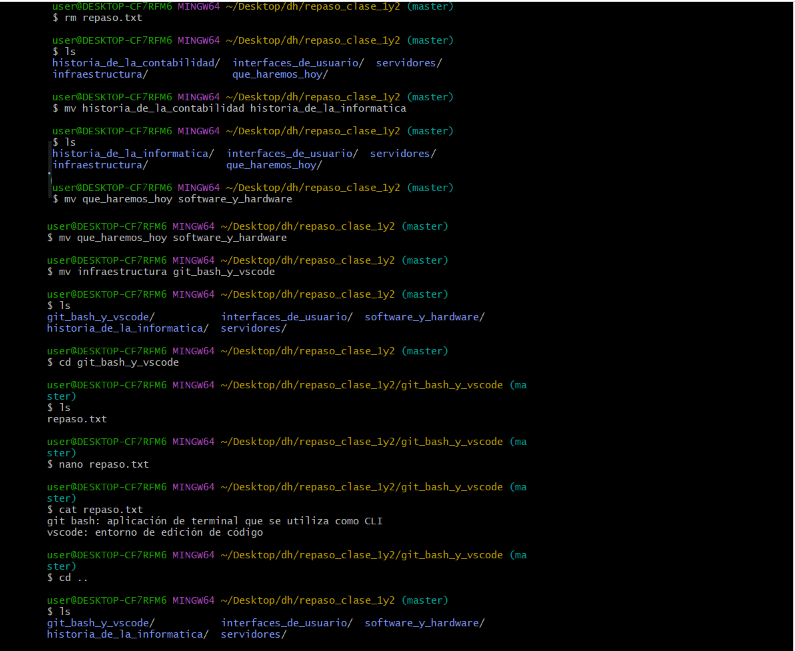 user@DESKTOP-CF7RFM6 MINGW64 ~/Desktop/dh/repaso_clase_1y2 (master)
$ rm repaso.txt
user@DESKTOP-CF7RFM6 MINGW64 ~/Desktop/dh/repaso_clase_1y2 (master)
$ ls
historia_de_la_contabilidad/  interfaces_de_usuario/  servidores/
infraestructura/              que_haremos_hoy/
user@DESKTOP-CF7RFM6 MINGW64 ~/Desktop/dh/repaso_clase_1y2 (master)
$ mv historia_de_la_contabilidad historia_de_la_informatica
user@DESKTOP-CF7RFM6 MINGW64 ~/Desktop/dh/repaso_clase_1y2 (master)
$ ls
historia_de_la_informatica/  interfaces_de_usuario/  servidores/
infraestructura/             que_haremos_hoy/
user@DESKTOP-CF7RFM6 MINGW64 ~/Desktop/dh/repaso_clase_1y2 (master)
$ mv que_haremos_hoy software_y_hardware
user@DESKTOP-CF7RFM6 MINGW64 ~/Desktop/dh/repaso_clase_1y2 (master)
$ mv que_haremos_hoy software_y_hardware
user@DESKTOP-CF7RFM6 MINGW64 ~/Desktop/dh/repaso_clase_1y2 (master)
$ mv infraestructura git_bash_y_vscode
user@DESKTOP-CF7RFM6 MINGW64 ~/Desktop/dh/repaso_clase_1y2 (master)
$ ls
git_bash_y_vscode/           interfaces_de_usuario/  software_y_hardware/
historia_de_la_informatica/  servidores/
user@DESKTOP-CF7RFM6 MINGW64 ~/Desktop/dh/repaso_clase_1y2 (master)
$ cd git_bash_y_vscode
user@DESKTOP-CF7RFM6 MINGW64 ~/Desktop/dh/repaso_clase_1y2/git_bash_y_vscode (ma
ster)
$ ls
repaso.txt
user@DESKTOP-CF7RFM6 MINGW64 ~/Desktop/dh/repaso_clase_1y2/git_bash_y_vscode (ma
ster)
$ nano repaso.txt
user@DESKTOP-CF7RFM6 MINGW64 ~/Desktop/dh/repaso_clase_1y2/git_bash_y_vscode (ma
ster)
$ cat repaso.txt
git bash: aplicación de terminal que se utiliza como CLI
vscode: entorno de edición de código
user@DESKTOP-CF7RFM6 MINGW64 ~/Desktop/dh/repaso_clase_1y2/git_bash_y_vscode (ma
ster)
$ cd ..
user@DESKTOP-CF7RFM6 MINGW64 ~/Desktop/dh/repaso_clase_1y2 (master)
$ ls
git_bash_y_vscode/           interfaces_de_usuario/  software_y_hardware/
historia_de_la_informatica/  servidores/